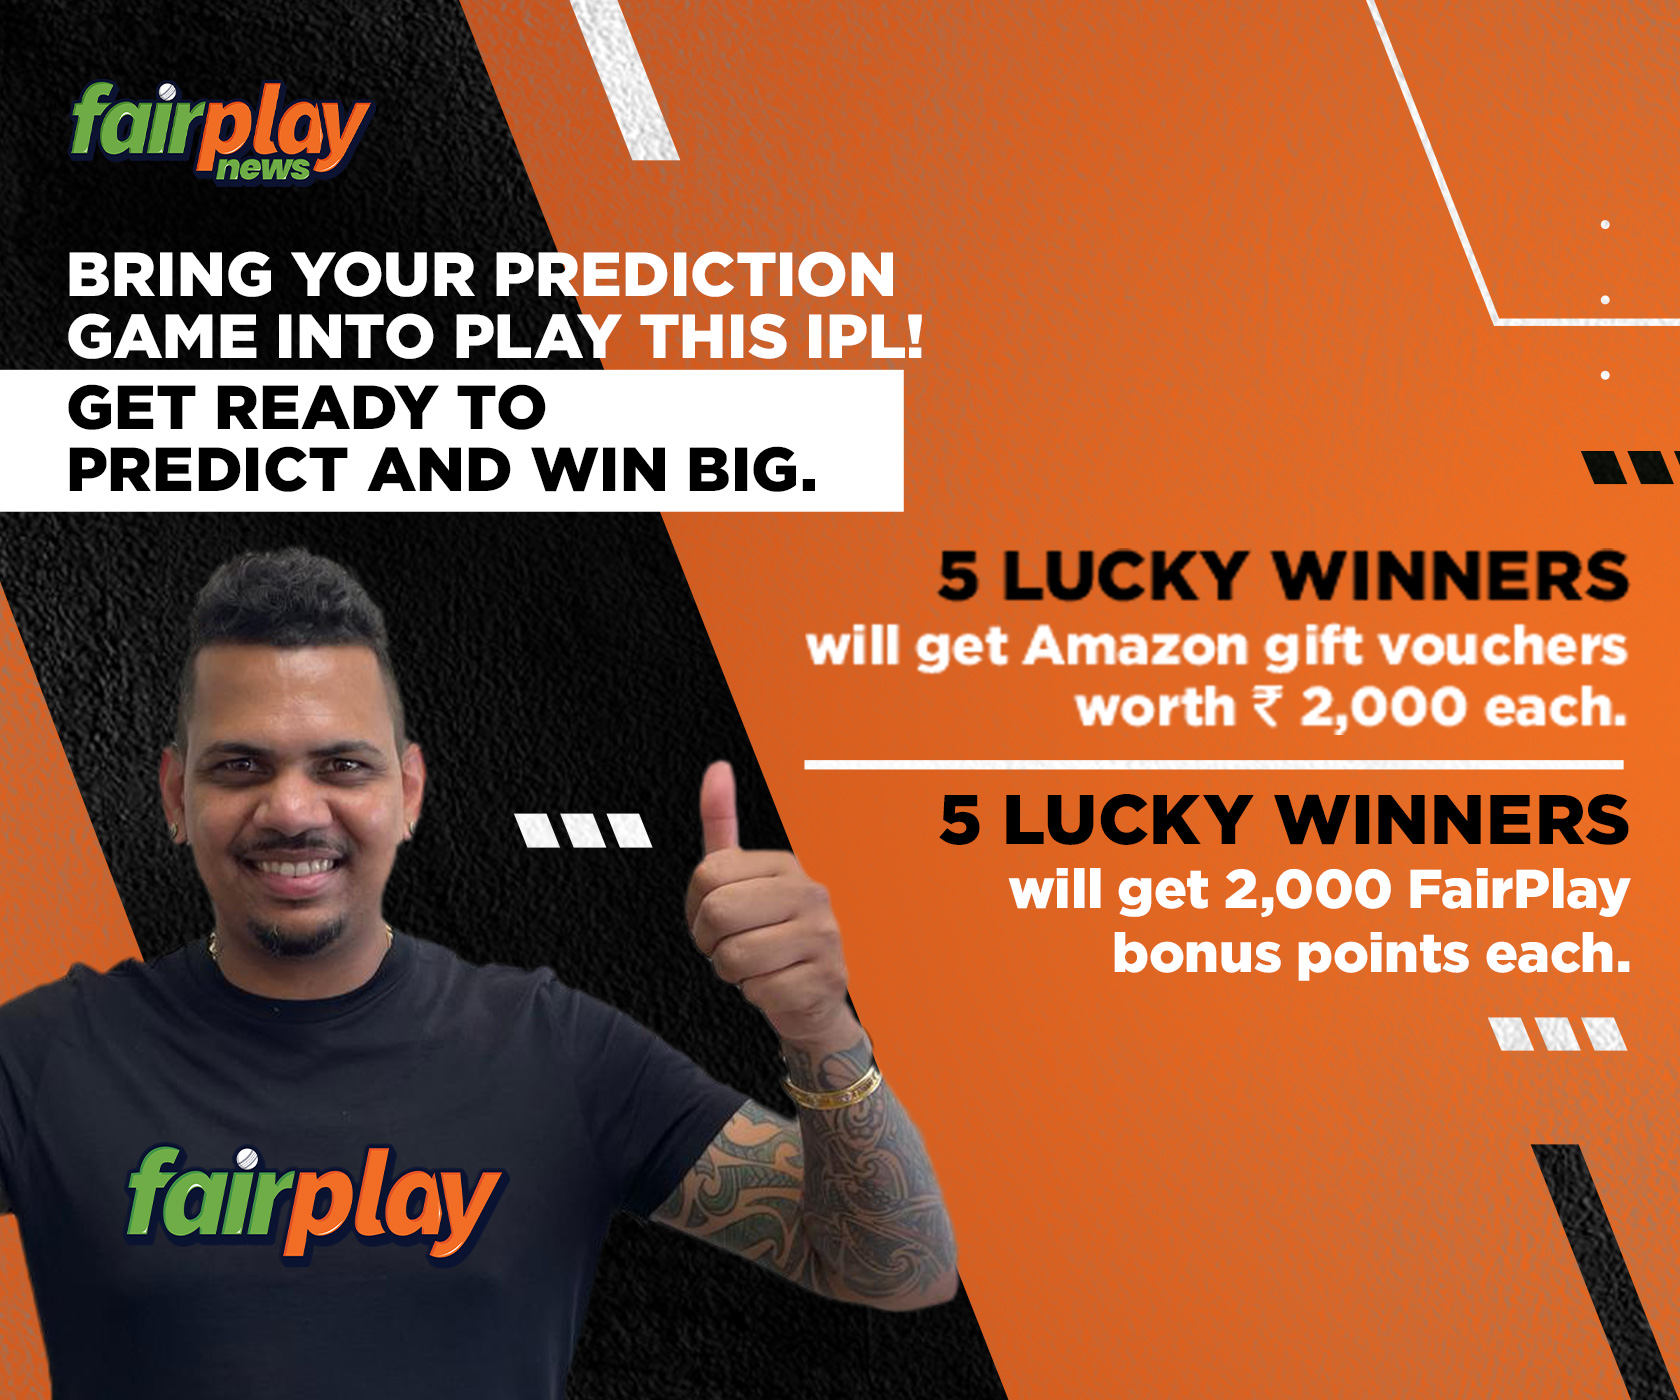 fairplay
news
BRING YOUR PREDICTION
GAME INTO PLAY THIS IPL!
GET READY TO
PREDICT AND WIN BIG.
5 LUCKY WINNERS
will get Amazon gift vouchers
worth ₹ 2,000 each.
5 LUCKY WINNERS
will get 2,000 FairPlay
bonus points each.
fairplay